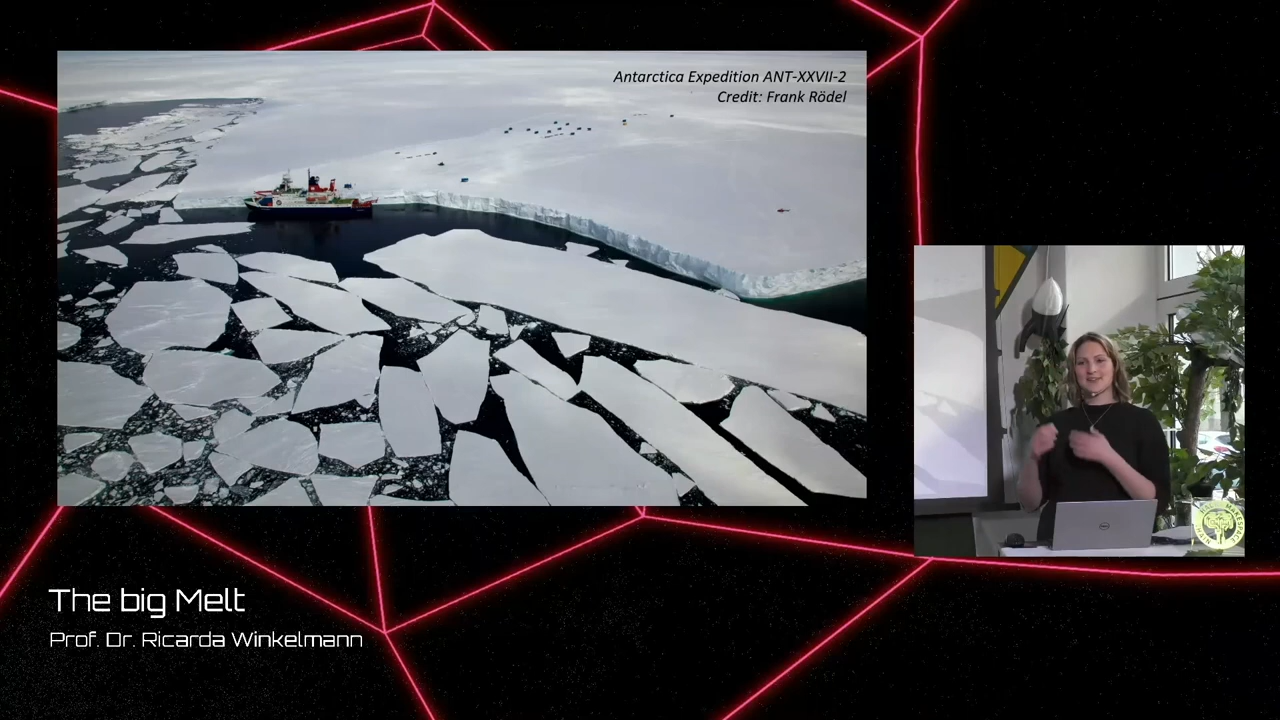 Antarctica Expedition ANT-XXVII-2
Credit: Frank Rödel
The big Melt
Prof. Dr. Ricarda Winkelmann